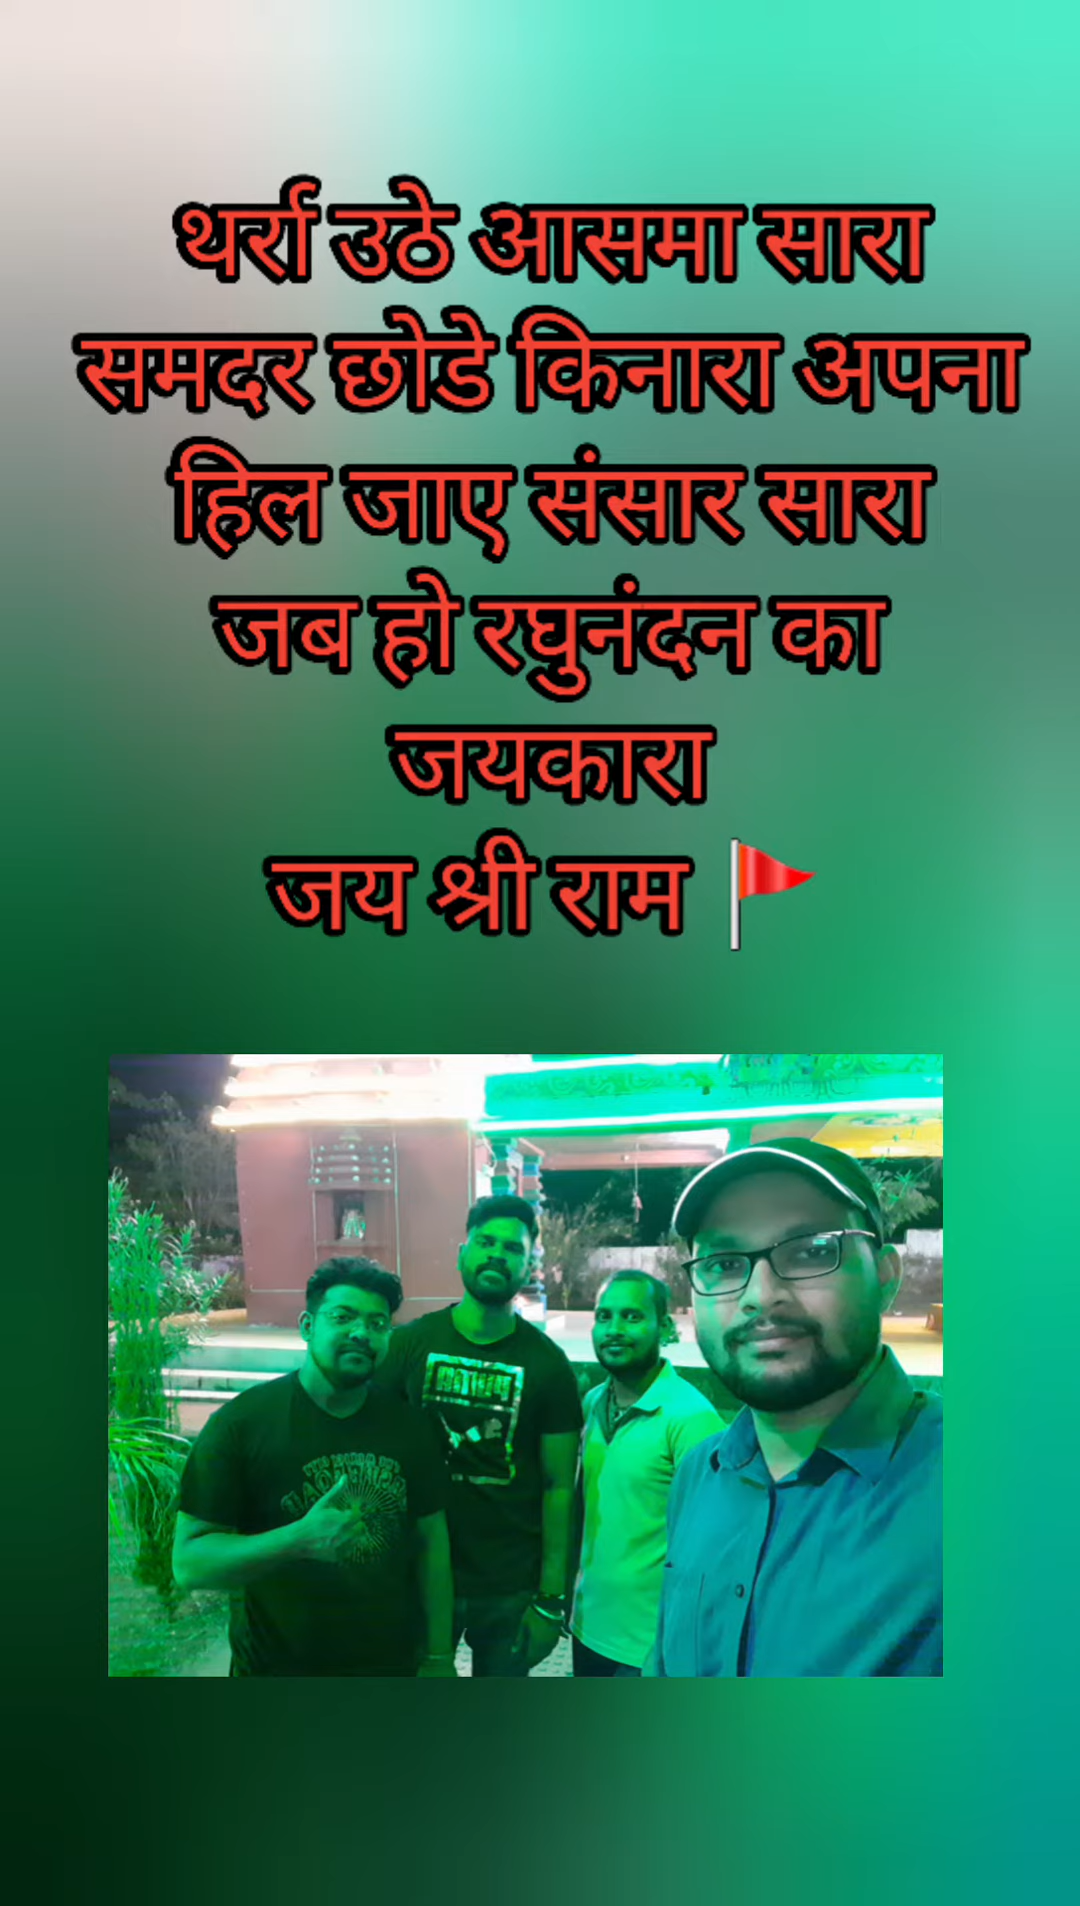 थर्रा उठे आसमा सारा
समदर छोडे किनारा अपना
हिल जाए संसार सारा
जब हो रघुनंदन का
जयकारा
जय श्री राम 🚩